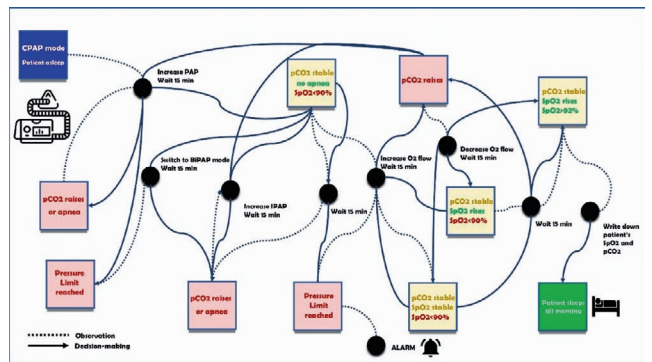 CPAP mode
Patient asleep
Increase PAP
Wait 15 min
pCO2 stable
no apnea
SpO2<90%
pCO2 raises
pCO2 stable
SpO2 rises
SpO2>92%
Switch to BiPAP mode
Wait 15 min
Increase O2 flow
Wait 15 min
Decrease O2 flow
Wait 15 min
pCO2 raises
or apnea
Increase IPAP
Wait 15 min
Wait 15 min
pCO2 stable
SpO2 rises
SpO2<90%
Wait 15 min
Write down
patient's
SpO2 and
pCO2
Pressure
Limit
reached
pCO2 raises
or apnea
Pressure
Limit
reached
pCO2 stable
SpO2 stable
SpO2<90%
Patient sleeps
till morning
Observation
Decision-making
ALARM